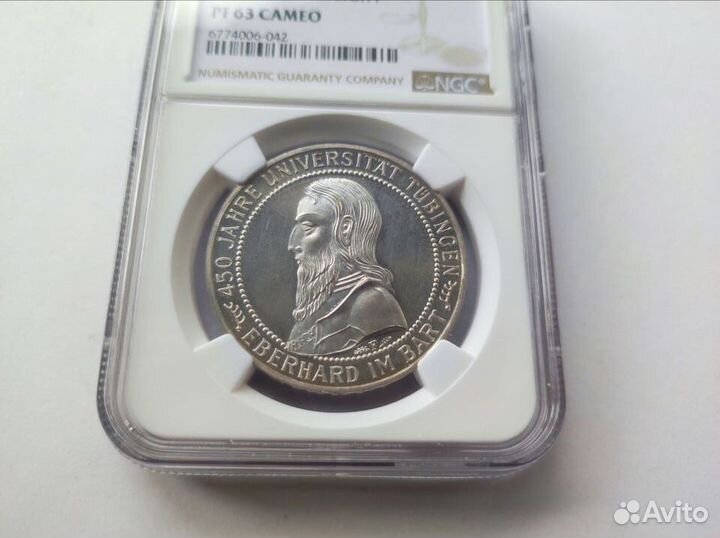 PF 63 CAMEO
6774006-042
NUMISMATIC GUARANTY COMPANY
NGC
450 JAHRE UNIVERSITÄT TÜBINGEN
EBERHARD IM BART
F
Avito